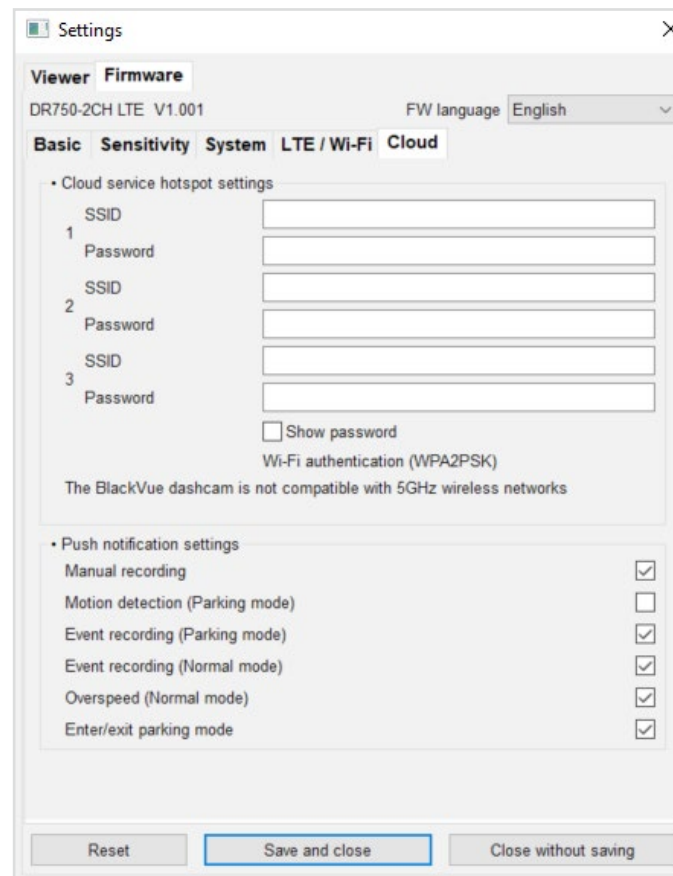 Settings
Viewer Firmware
DR750-2CH LTE V1.001 FW language English
Basic Sensitivity System LTE / Wi-Fi Cloud
• Cloud service hotspot settings
SSID
1
Password
SSID
2
Password
SSID
3
Password
Show password
Wi-Fi authentication (WPA2PSK)
The BlackVue dashcam is not compatible with 5GHz wireless networks
• Push notification settings
Manual recording
Motion detection (Parking mode)
Event recording (Parking mode)
Event recording (Normal mode)
Overspeed (Normal mode)
Enter/exit parking mode
Reset Save and close Close without saving